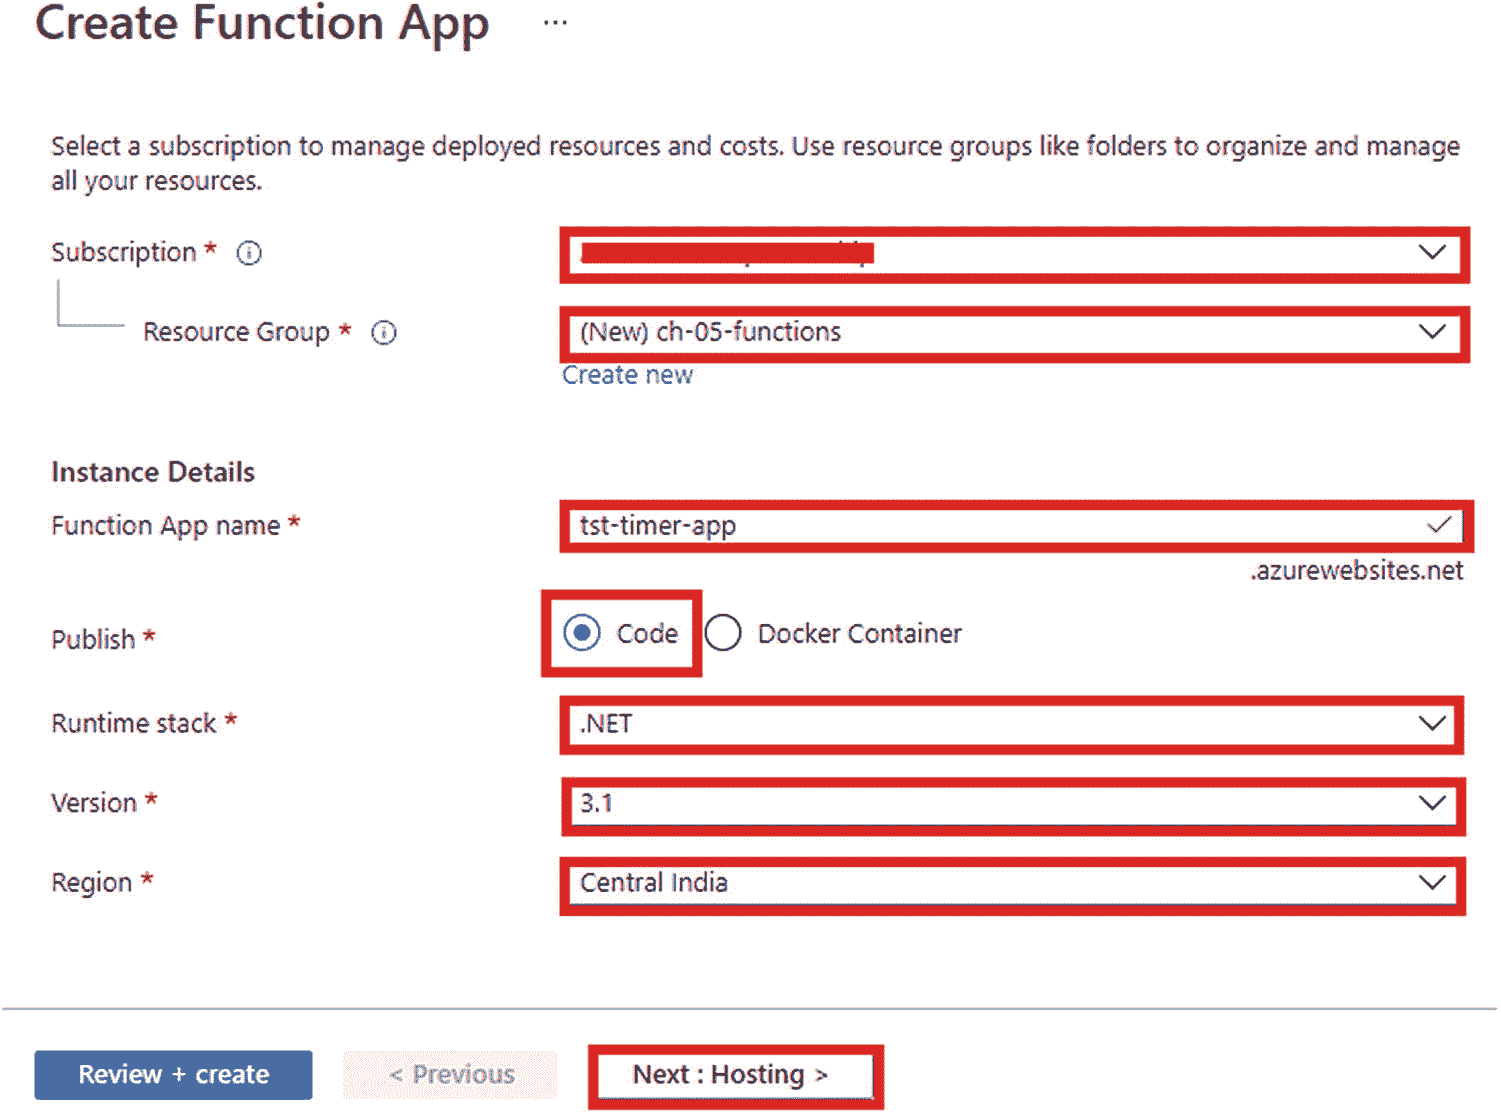 Create Function App ...
Select a subscription to manage deployed resources and costs. Use resource groups like folders to organize and manage
all your resources.
Subscription *
Resource Group * (New) ch-05-functions
Create new
Instance Details
Function App name * tst-timer-app
.azurewebsites.net
Publish * Code Docker Container
Runtime stack * .NET
Version * 3.1
Region * Central India
Review + create < Previous Next : Hosting >